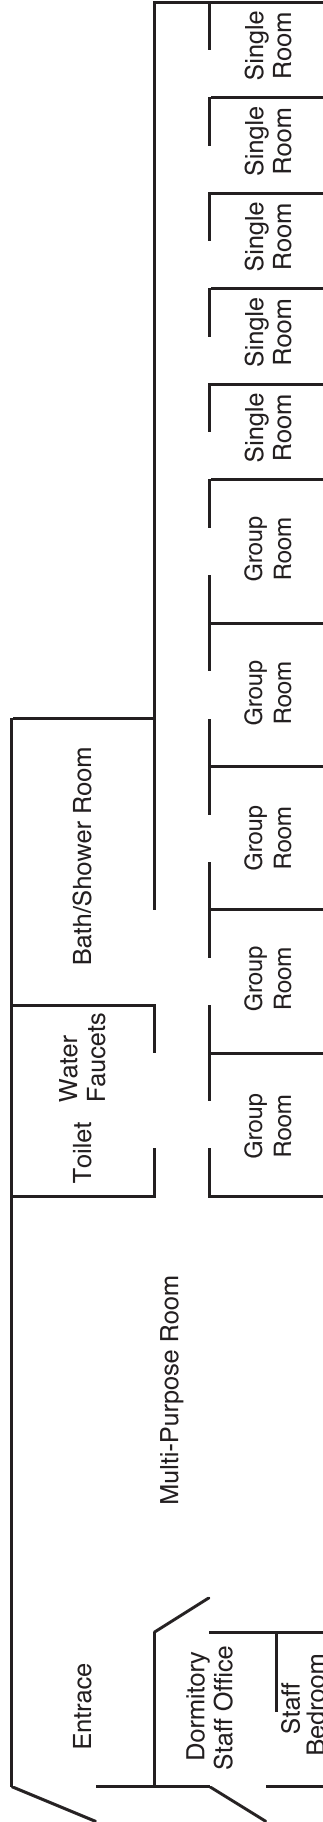 Entrace
Dormitory
Staff Office
Staff
Bedroom
Multi-Purpose Room
Toilet
Water
Faucets
Bath/Shower Room
Group
Room
Group
Room
Group
Room
Group
Room
Group
Room
Single
Room
Single
Room
Single
Room
Single
Room
Single
Room